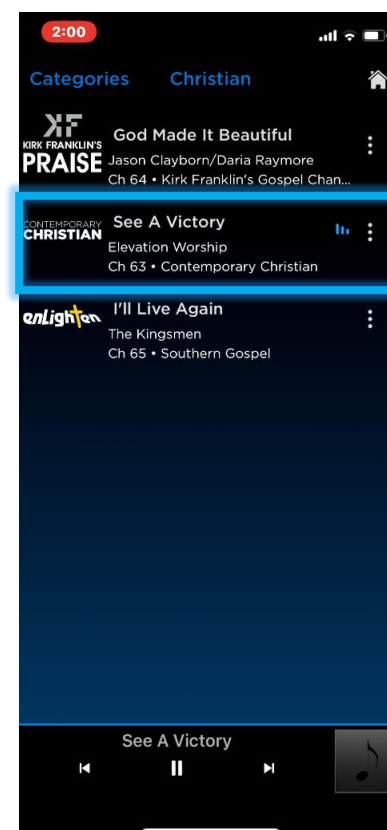 2:00
Categories Christian
KF
KIRK FRANKLIN'S
PRAISE
God Made It Beautiful
Jason Clayborn/Daria Raymore
Ch 64 • Kirk Franklin's Gospel Chan...
CONTEMPORARY
CHRISTIAN
See A Victory
Elevation Worship
Ch 63 • Contemporary Christian
enlighten
I'll Live Again
The Kingsmen
Ch 65 • Southern Gospel
See A Victory